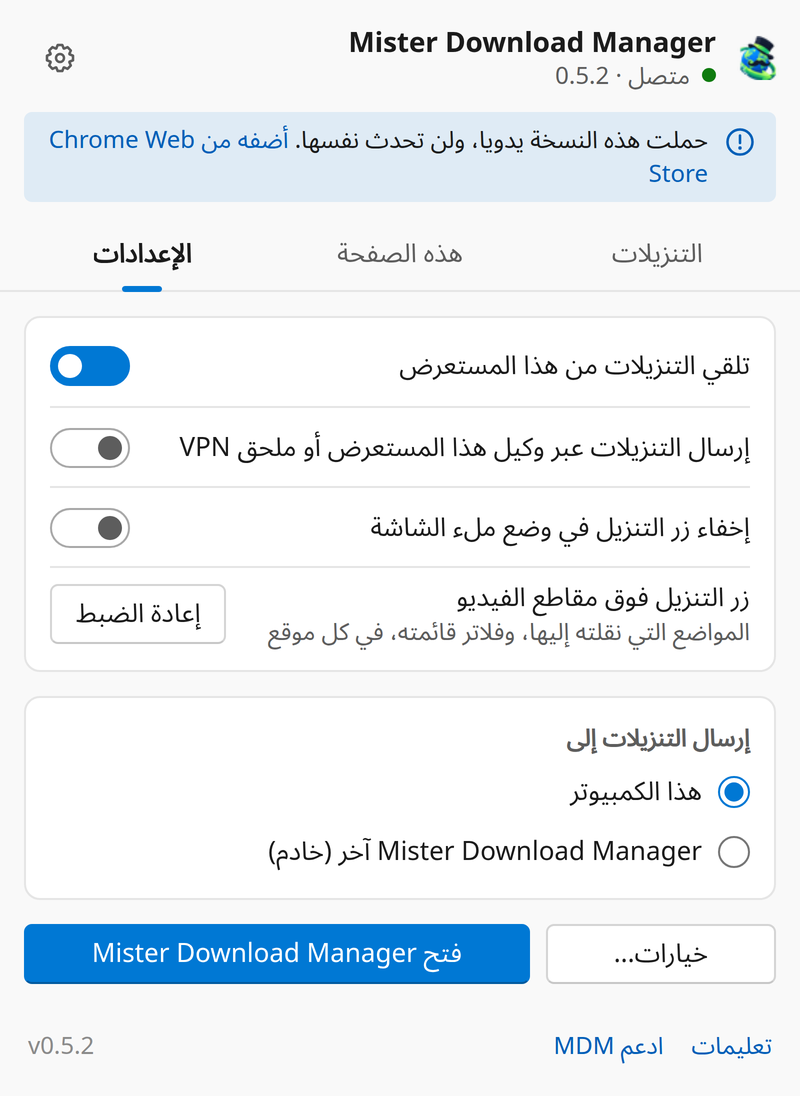 Mister Download Manager
متصل · 0.5.2
حملت هذه النسخة يدويا، ولن تحدث نفسها. أضفه من Chrome Web
Store
التنزيلات
هذه الصفحة
الإعدادات
تلقي التنزيلات من هذا المستعرض
إرسال التنزيلات عبر وكيل هذا المستعرض أو ملحق VPN
إخفاء زر التنزيل في وضع ملء الشاشة
زر التنزيل فوق مقاطع الفيديو
المواضع التي نقلته إليها، وفلاتر قائمته، في كل موقع
إعادة الضبط
إرسال التنزيلات إلى
هذا الكمبيوتر
Mister Download Manager آخر (خادم)
خيارات...
فتح Mister Download Manager
تعليمات
ادعم MDM
v0.5.2